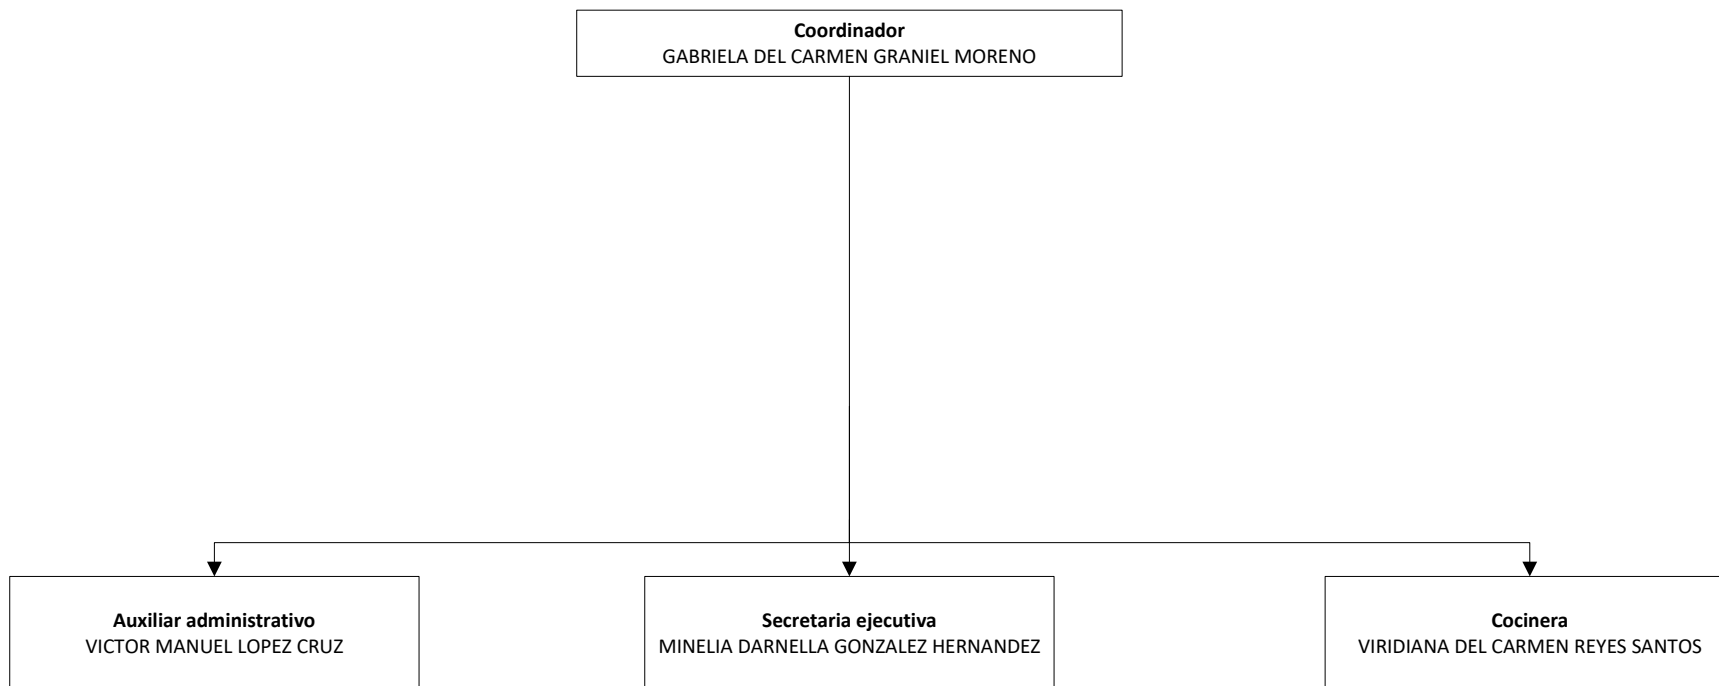 Coordinador
GABRIELA DEL CARMEN GRANIEL MORENO
Auxiliar administrativo
VICTOR MANUEL LOPEZ CRUZ
Secretaria ejecutiva
MINELIA DARNELLA GONZALEZ HERNANDEZ
Cocinera
VIRIDIANA DEL CARMEN REYES SANTOS